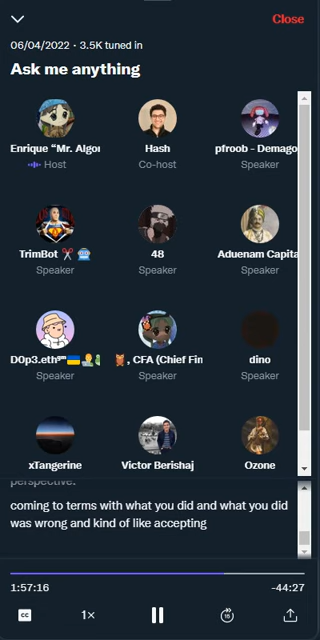 Close
06/04/2022 · 3.5K tuned in
Ask me anything
Enrique "Mr. Algor Hash pfroob - Demago
Host Co-host Speaker
TrimBot ✂️ 🤖 48 Aduenam Capita
Speaker Speaker Speaker
D0p3.eth 🇺🇦 , CFA (Chief Fin dino
Speaker Speaker Speaker
xTangerine Victor Berishaj Ozone
perspective.
coming to terms with what you did and what you did
was wrong and kind of like accepting
1:57:16 -44:27
CC 1× 15